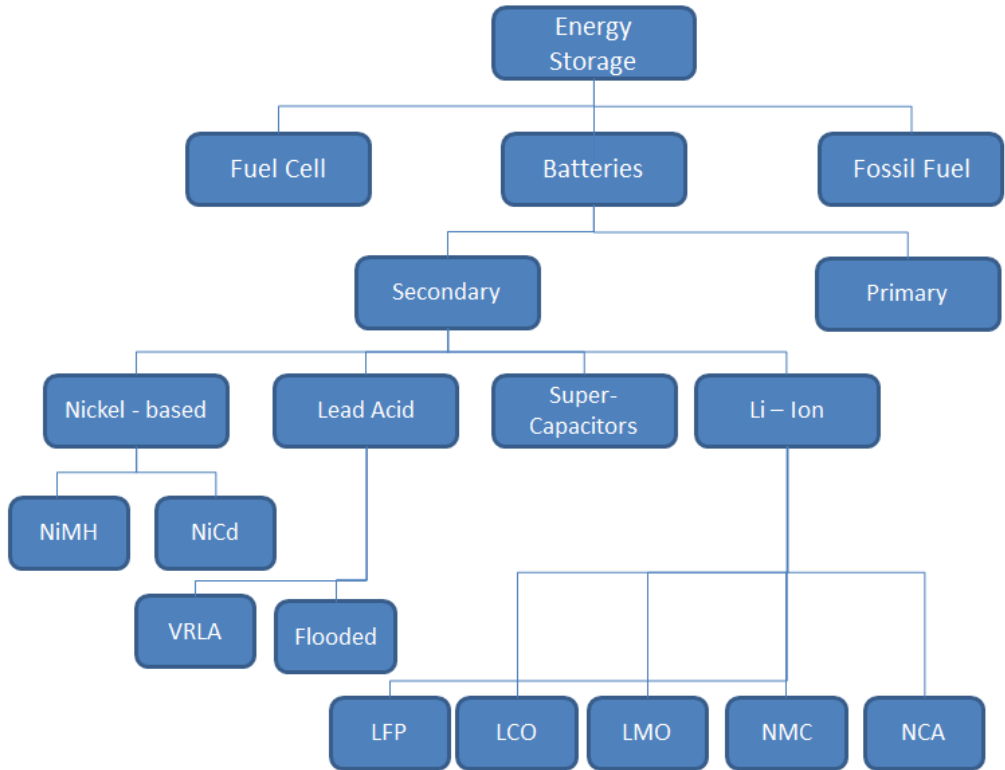 Energy
Storage
Fuel Cell
Batteries
Fossil Fuel
Secondary
Primary
Nickel - based
Lead Acid
Super-
Capacitors
Li – Ion
NiMH
NiCd
VRLA
Flooded
LFP
LCO
LMO
NMC
NCA